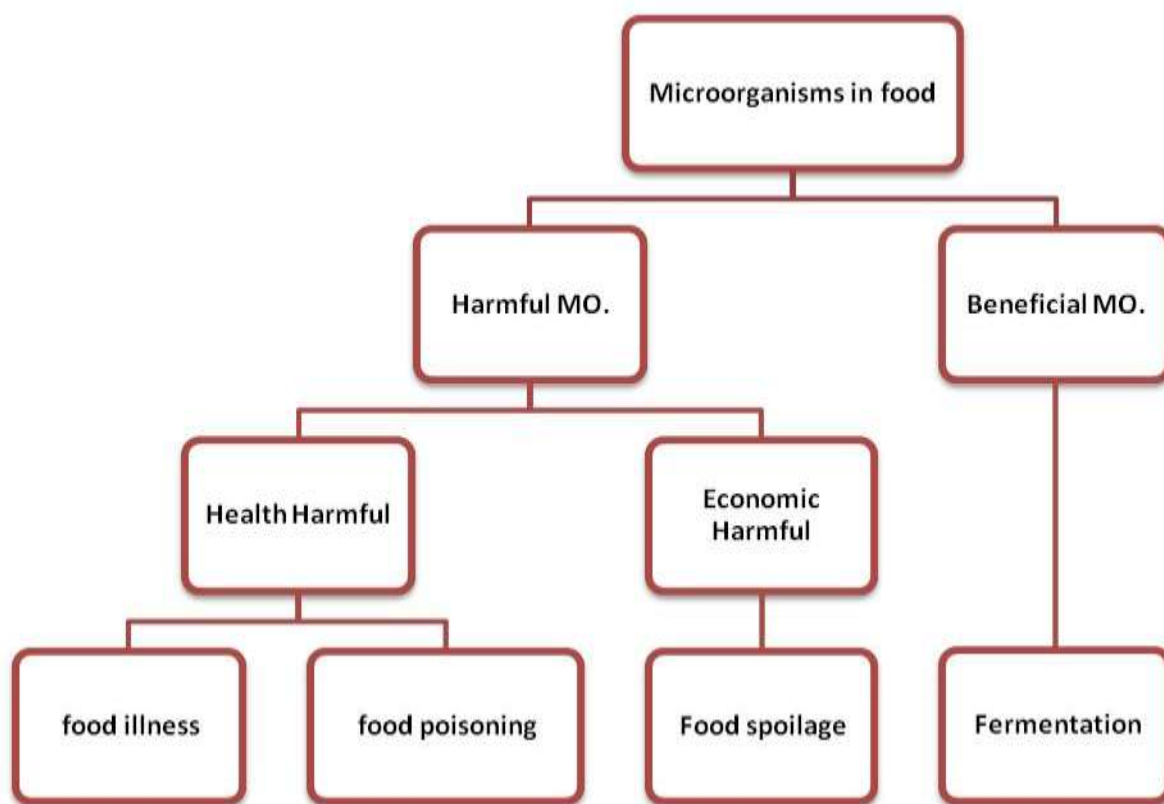 Microorganisms in food
Harmful MO.
Beneficial MO.
Health Harmful
Economic
Harmful
food illness
food poisoning
Food spoilage
Fermentation